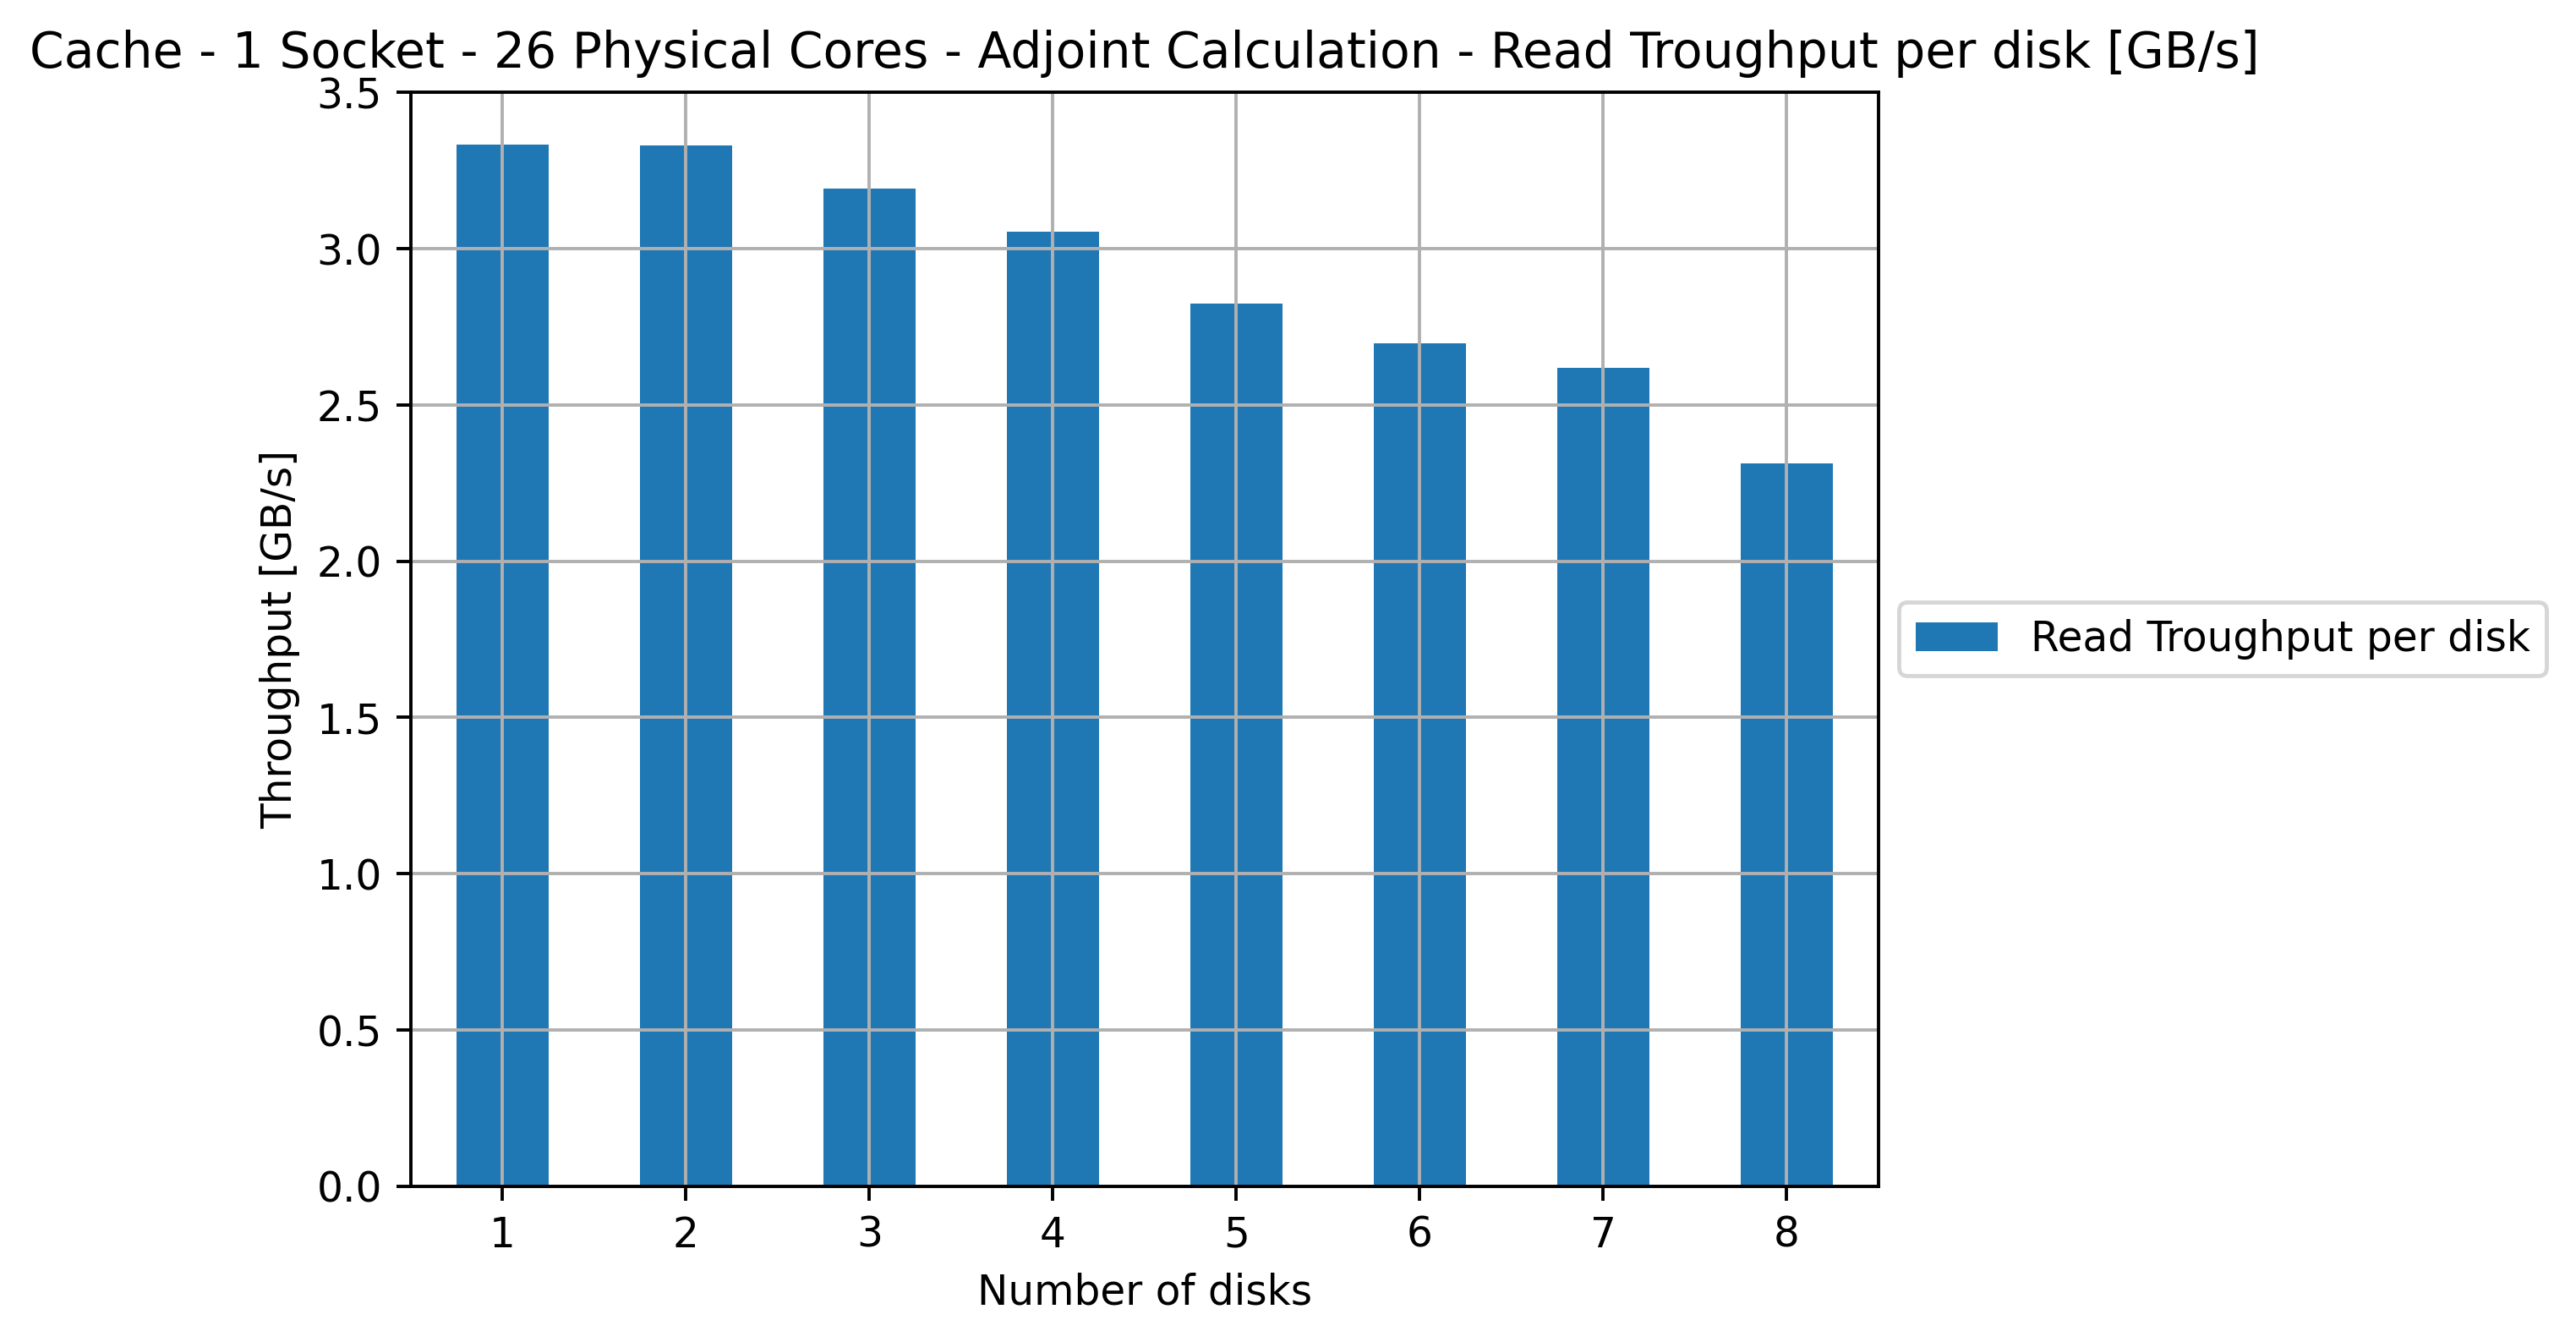 Cache - 1 Socket - 26 Physical Cores - Adjoint Calculation - Read Troughput per disk [GB/s]
3.5
3.0
2.5
2.0
1.5
1.0
0.5
0.0
Throughput [GB/s]
1 2 3 4 5 6 7 8
Number of disks
Read Troughput per disk